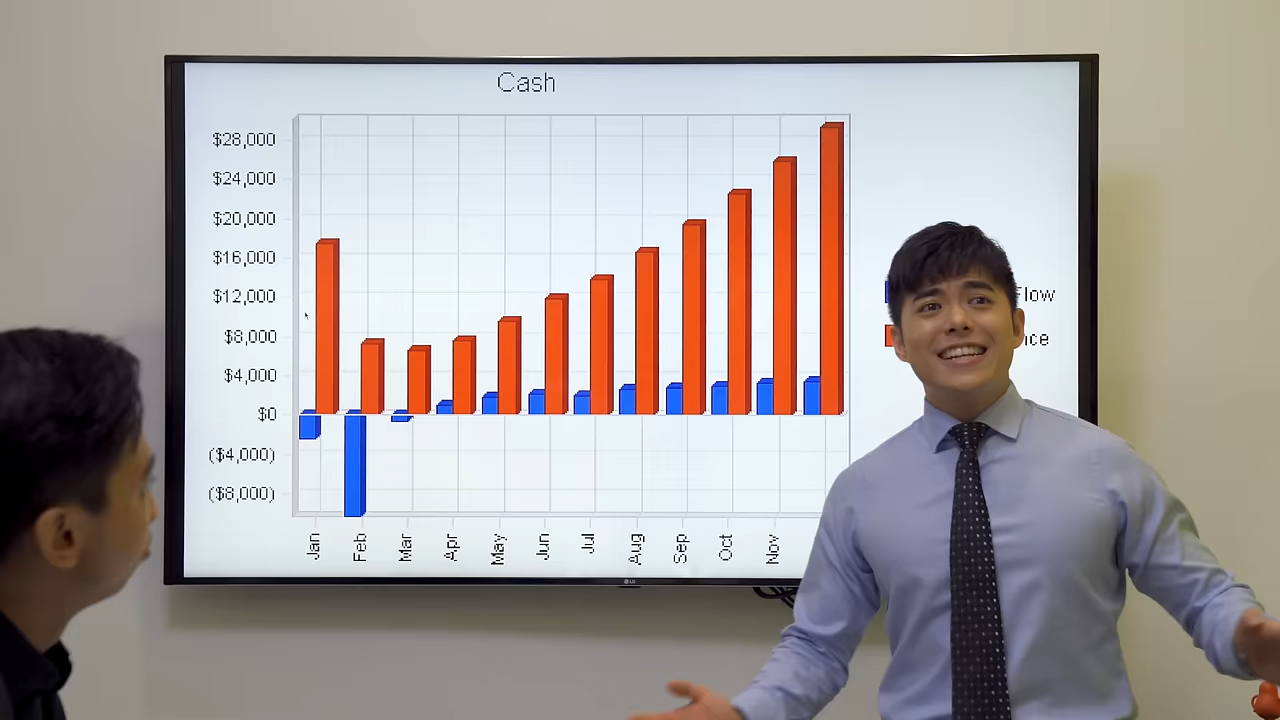 Cash
$28,000
$24,000
$20,000
$16,000
$12,000
$8,000
$4,000
$0
($4,000)
($8,000)
Jan
Feb
Mar
Apr
May
Jun
Jul
Aug
Sep
Oct
Nov
Flow
nce
LG